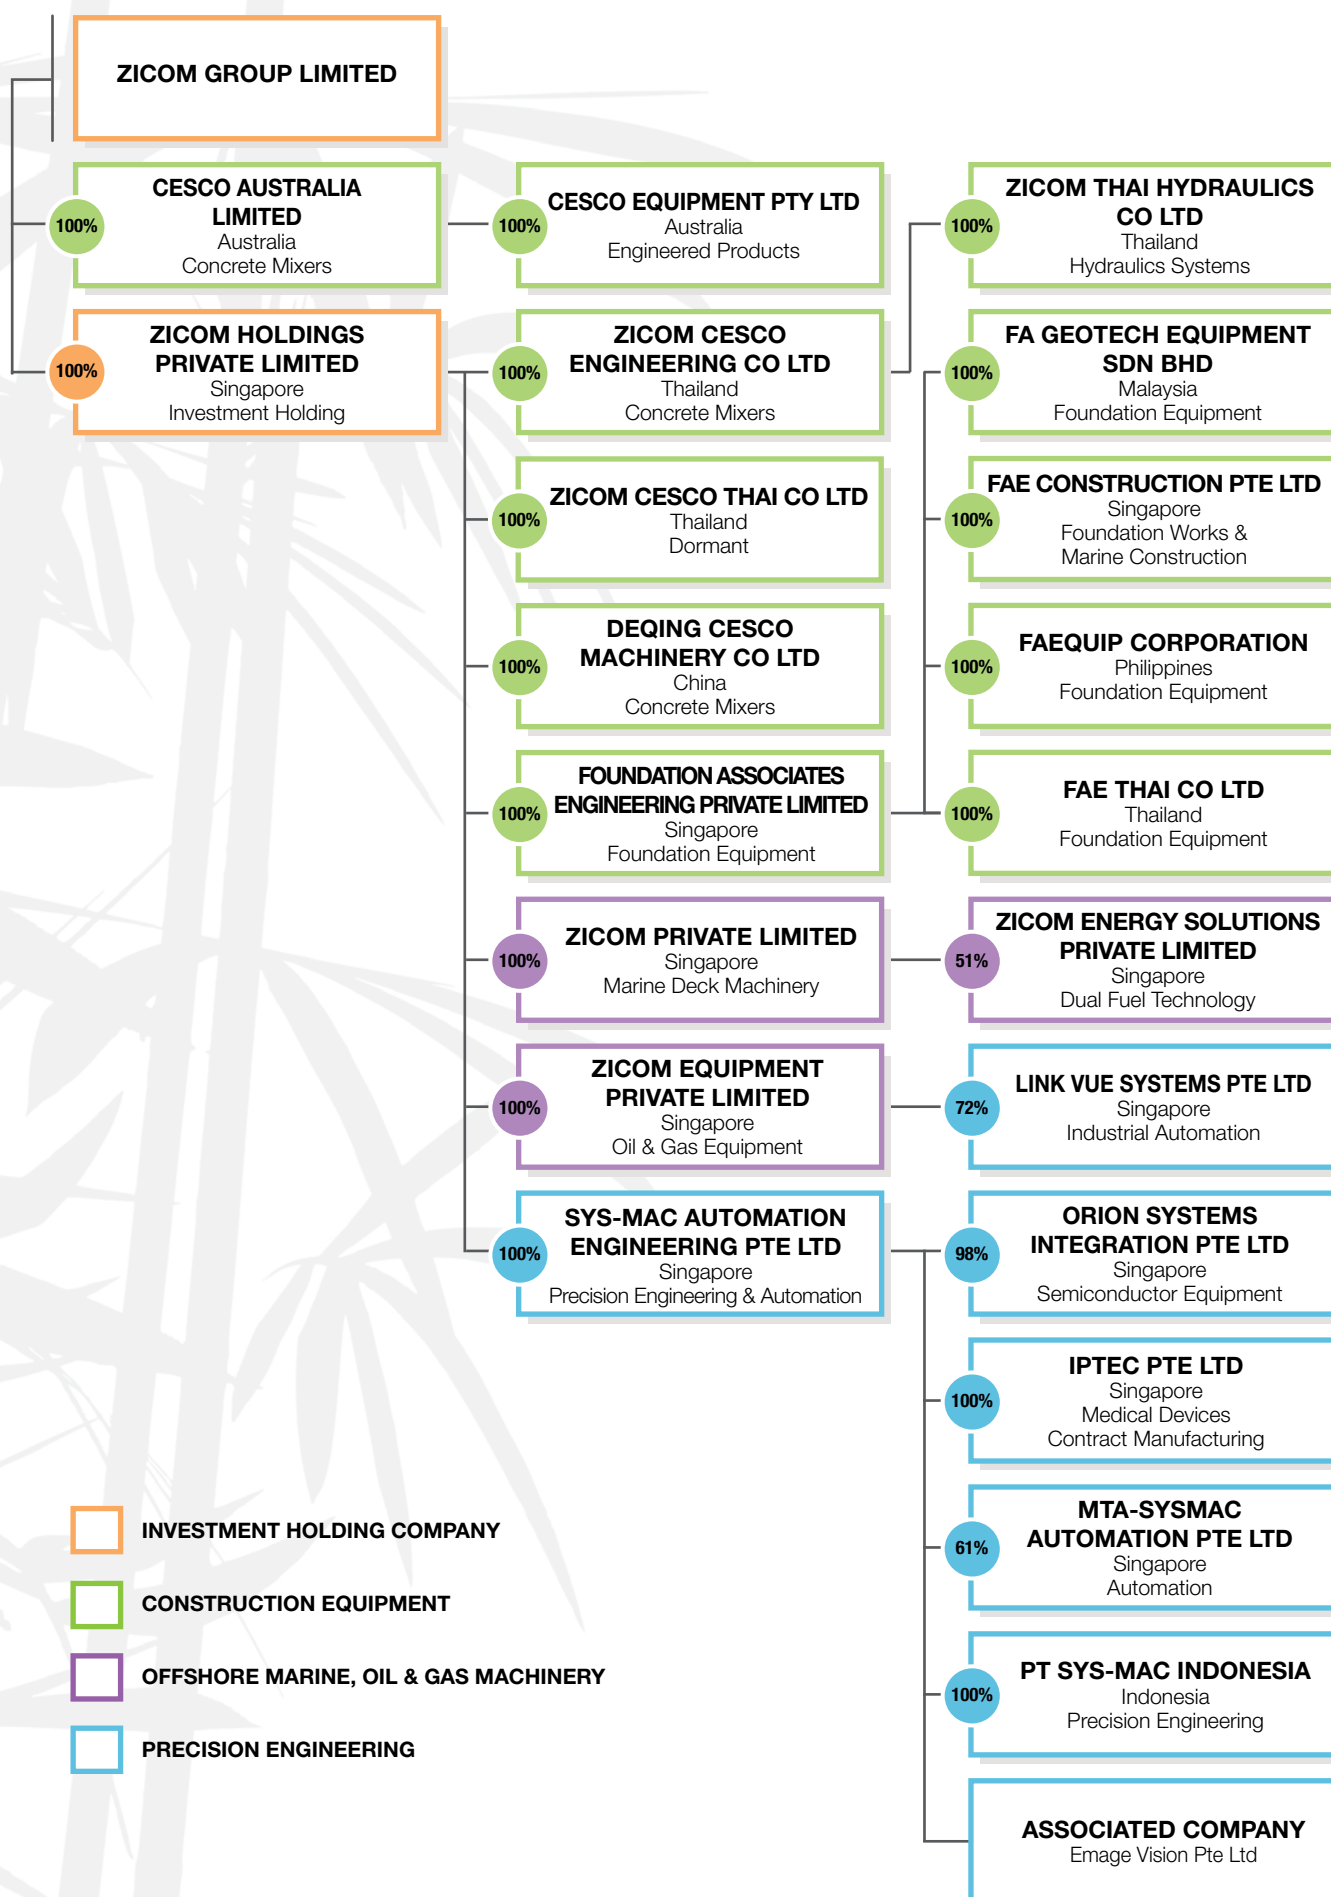 ZICOM GROUP LIMITED
100%
CESCO AUSTRALIA
LIMITED
Australia
Concrete Mixers
100%
ZICOM HOLDINGS
PRIVATE LIMITED
Singapore
Investment Holding
100%
CESCO EQUIPMENT PTY LTD
Australia
Engineered Products
100%
ZICOM CESCO
ENGINEERING CO LTD
Thailand
Concrete Mixers
100%
ZICOM CESCO THAI CO LTD
Thailand
Dormant
100%
DEQING CESCO
MACHINERY CO LTD
China
Concrete Mixers
100%
FOUNDATION ASSOCIATES
ENGINEERING PRIVATE LIMITED
Singapore
Foundation Equipment
100%
ZICOM PRIVATE LIMITED
Singapore
Marine Deck Machinery
100%
ZICOM EQUIPMENT
PRIVATE LIMITED
Singapore
Oil & Gas Equipment
100%
SYS-MAC AUTOMATION
ENGINEERING PTE LTD
Singapore
Precision Engineering & Automation
100%
ZICOM THAI HYDRAULICS
CO LTD
Thailand
Hydraulics Systems
100%
FA GEOTECH EQUIPMENT
SDN BHD
Malaysia
Foundation Equipment
100%
FAE CONSTRUCTION PTE LTD
Singapore
Foundation Works &
Marine Construction
100%
FAEQUIP CORPORATION
Philippines
Foundation Equipment
100%
FAE THAI CO LTD
Thailand
Foundation Equipment
51%
ZICOM ENERGY SOLUTIONS
PRIVATE LIMITED
Singapore
Dual Fuel Technology
72%
LINK VUE SYSTEMS PTE LTD
Singapore
Industrial Automation
98%
ORION SYSTEMS
INTEGRATION PTE LTD
Singapore
Semiconductor Equipment
100%
IPTEC PTE LTD
Singapore
Medical Devices
Contract Manufacturing
61%
MTA-SYSMAC
AUTOMATION PTE LTD
Singapore
Automation
100%
PT SYS-MAC INDONESIA
Indonesia
Precision Engineering
ASSOCIATED COMPANY
Emage Vision Pte Ltd
INVESTMENT HOLDING COMPANY
CONSTRUCTION EQUIPMENT
OFFSHORE MARINE, OIL & GAS MACHINERY
PRECISION ENGINEERING